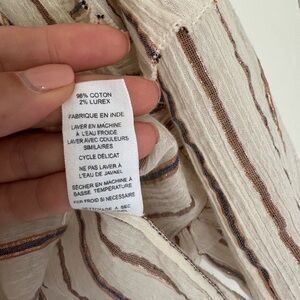 98% COTON
2% LUREX
FABRIQUE EN INDE
LAVER EN MACHINE
À L'EAU FROIDE
LAVER AVEC COULEURS
SIMILAIRES
CYCLE DÉLICAT
NE PAS LAVER À
L'EAU DE JAVEL
SÉCHER EN MACHINE À
BASSE TEMPÉRATURE
FER FROID SI NÉCESSAIRE
À SEC